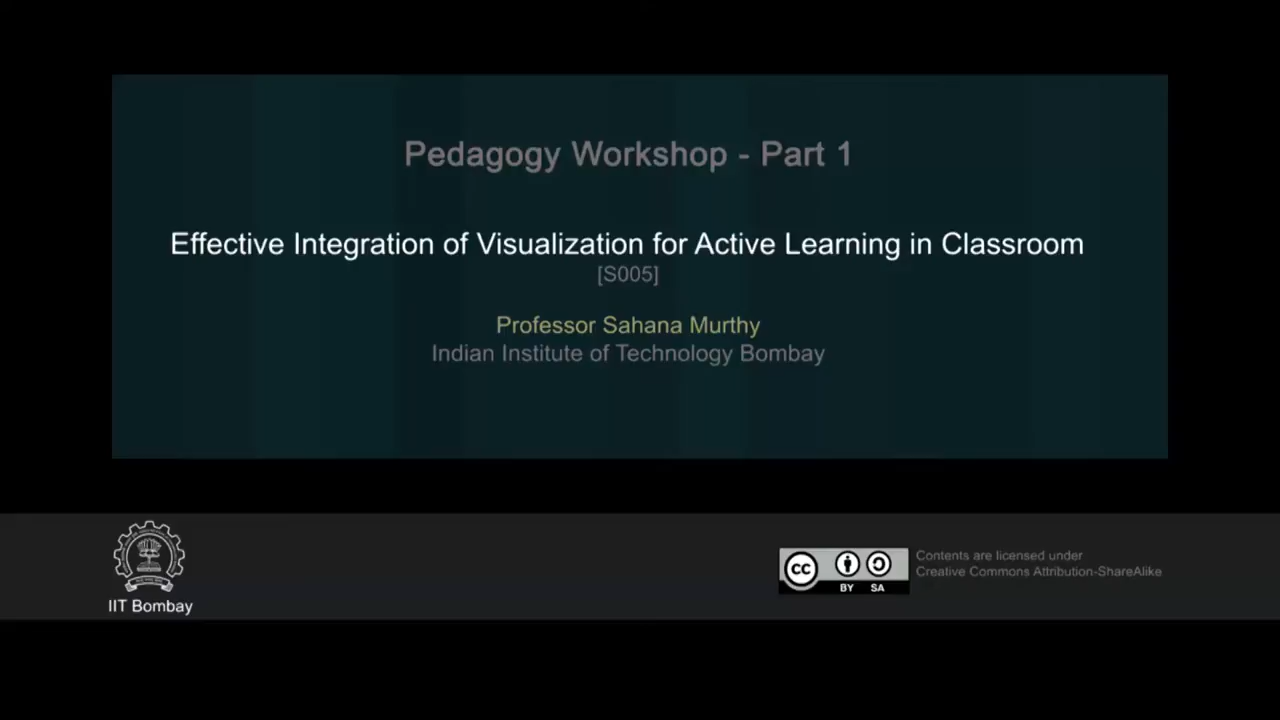 Pedagogy Workshop - Part 1
Effective Integration of Visualization for Active Learning in Classroom
[S005]
Professor Sahana Murthy
Indian Institute of Technology Bombay
IIT Bombay
cc
BY SA
Contents are licensed under
Creative Commons Attribution-ShareAlike